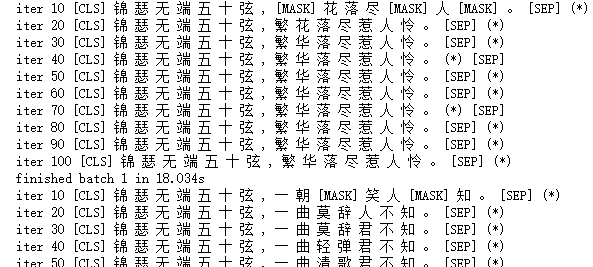 iter 10 [CLS] 锦 瑟 无 端 五 十 弦 , [MASK] 花 落 尽 [MASK] 人 [MASK] 。 [SEP] (*)
iter 20 [CLS] 锦 瑟 无 端 五 十 弦 , 繁 花 落 尽 惹 人 怜 。 [SEP] (*)
iter 30 [CLS] 锦 瑟 无 端 五 十 弦 , 繁 华 落 尽 惹 人 怜 。 [SEP] (*)
iter 40 [CLS] 锦 瑟 无 端 五 十 弦 , 繁 华 落 尽 惹 人 怜 。 (*) [SEP]
iter 50 [CLS] 锦 瑟 无 端 五 十 弦 , 繁 华 落 尽 惹 人 怜 。 [SEP] (*)
iter 60 [CLS] 锦 瑟 无 端 五 十 弦 , 繁 华 落 尽 惹 人 怜 。 [SEP] (*)
iter 70 [CLS] 锦 瑟 无 端 五 十 弦 , 繁 华 落 尽 惹 人 怜 。 (*) [SEP]
iter 80 [CLS] 锦 瑟 无 端 五 十 弦 , 繁 华 落 尽 惹 人 怜 。 [SEP] (*)
iter 90 [CLS] 锦 瑟 无 端 五 十 弦 , 繁 华 落 尽 惹 人 怜 。 [SEP] (*)
iter 100 [CLS] 锦 瑟 无 端 五 十 弦 , 繁 华 落 尽 惹 人 怜 。 [SEP] (*)
finished batch 1 in 18.034s
iter 10 [CLS] 锦 瑟 无 端 五 十 弦 , 一 朝 [MASK] 笑 人 [MASK] 知 。 [SEP] (*)
iter 20 [CLS] 锦 瑟 无 端 五 十 弦 , 一 曲 莫 辞 人 不 知 。 [SEP] (*)
iter 30 [CLS] 锦 瑟 无 端 五 十 弦 , 一 曲 莫 辞 君 不 知 。 [SEP] (*)
iter 40 [CLS] 锦 瑟 无 端 五 十 弦 , 一 曲 轻 弹 君 不 知 。 [SEP] (*)
iter 50 [CLS] 锦 瑟 无 端 五 十 弦 , 一 曲 清 歌 君 不 知 。 [SEP] (*)